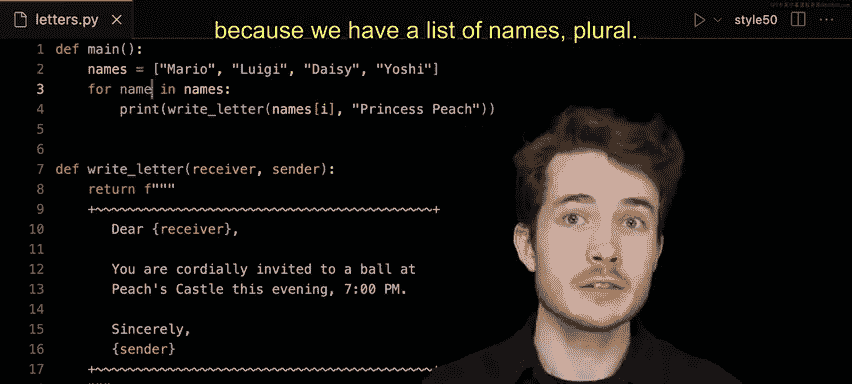 letters.py
style50
because we have a list of names, plural.
1 def main():
2 names = ["Mario", "Luigi", "Daisy", "Yoshi"]
3 for name in names:
4 print(write_letter(names[i], "Princess Peach"))
5
6
7 def write_letter(receiver, sender):
8 return f"""
9 +~~~~~~~~~~~~~~~~~~~~~~~~~~~~~~~~~~~~~~~~~~+
10 Dear {receiver},
11
12 You are cordially invited to a ball at
13 Peach's Castle this evening, 7:00 PM.
14
15 Sincerely,
16 {sender}
17 +~~~~~~~~~~~~~~~~~~~~~~~~~~~~~~~~~~~~~~~~~~+